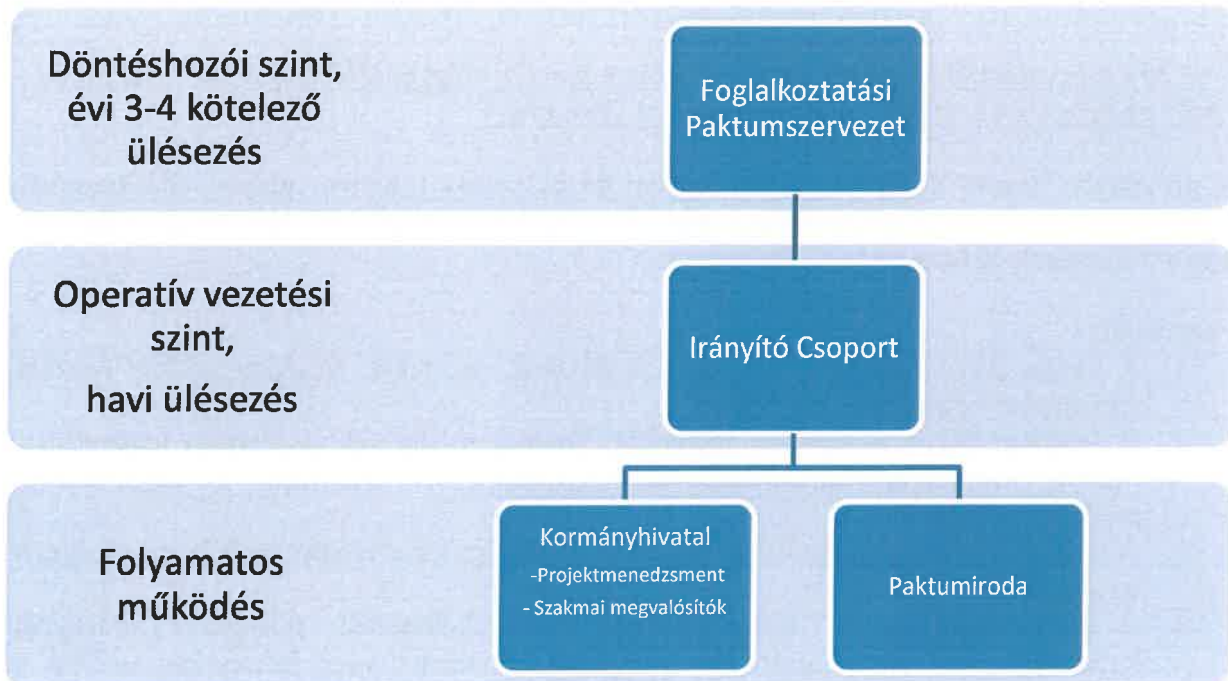 Döntéshozói szint,
évi 3-4 kötelező
ülésezés
Foglalkoztatási
Paktumszervezet
Operatív vezetési
szint,
havi ülésezés
Irányító Csoport
Folyamatos
működés
Kormányhivatal
-Projektmenedzsment
- Szakmai megvalósítók
Paktumiroda